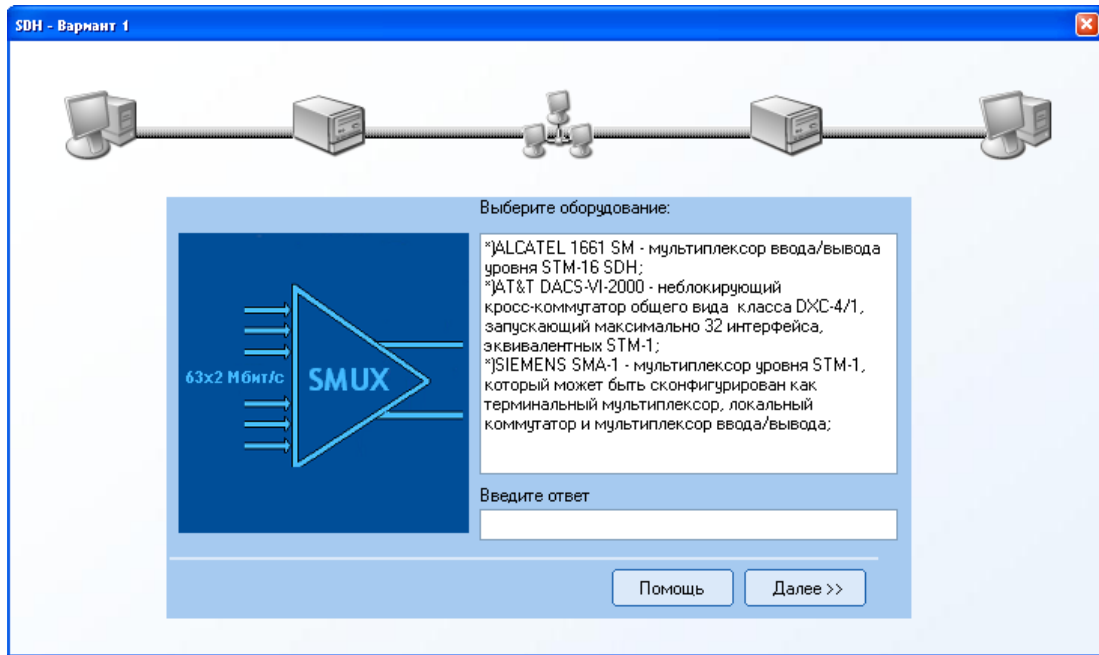 SDH - Вариант 1
Выберите оборудование:
*)ALCATEL 1661 SM - мультиплексор ввода/вывода
уровня STM-16 SDH;
*)AT&T DACS-VI-2000 - неблокирующий
кросс-коммутатор общего вида класса DXC-4/1,
запускающий максимально 32 интерфейса,
эквивалентных STM-1;
*)SIEMENS SMA-1 - мультиплексор уровня STM-1,
который может быть сконфигурирован как
терминальный мультиплексор, локальный
коммутатор и мультиплексор ввода/вывода;
63x2 Мбит/с
SMUX
Введите ответ
Помощь
Далее >>